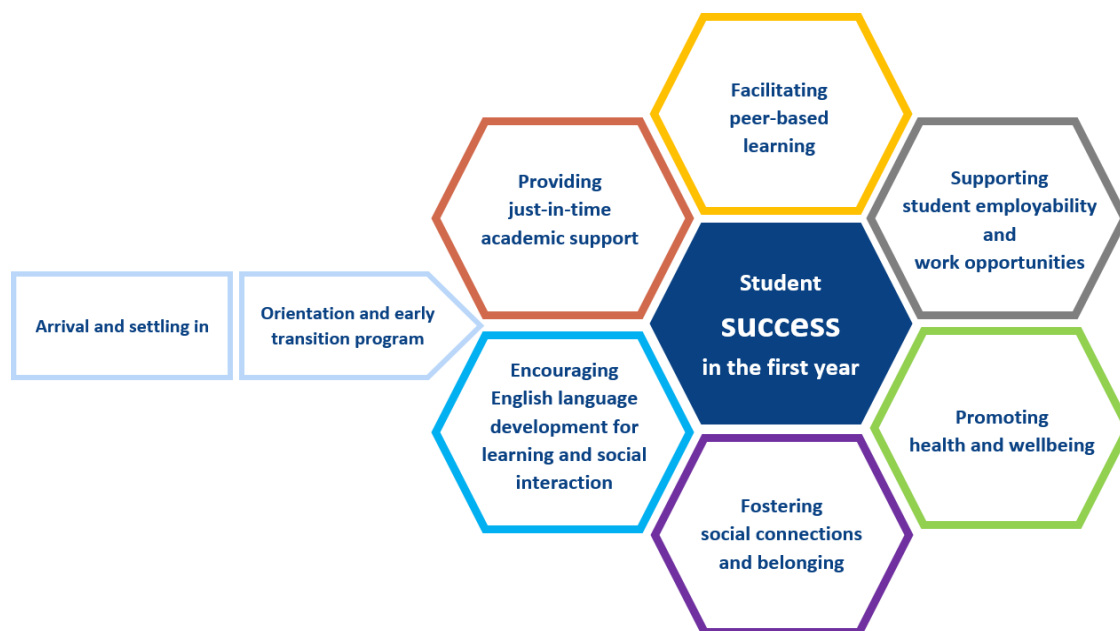 Arrival and settling in
Orientation and early
transition program
Providing
just-in-time
academic support
Facilitating
peer-based
learning
Supporting
student employability
and
work opportunities
Student
success
in the first year
Encouraging
English language
development for
learning and social
interaction
Promoting
health and wellbeing
Fostering
social connections
and belonging